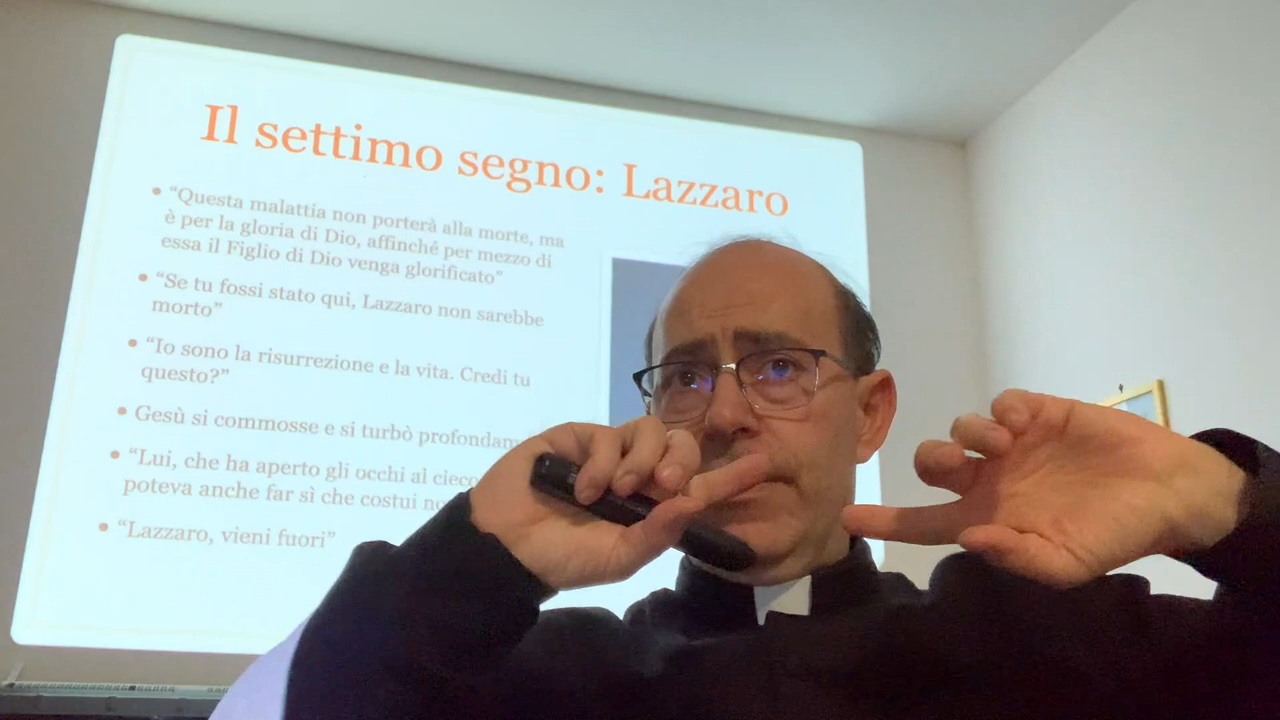 Il settimo segno: Lazzaro
• “Questa malattia non porterà alla morte, ma
è per la gloria di Dio, affinché per mezzo di
essa il Figlio di Dio venga glorificato”
• “Se tu fossi stato qui, Lazzaro non sarebbe
morto”
• “Io sono la risurrezione e la vita. Credi tu
questo?”
• Gesù si commosse e si turbò
• “Lui, che ha aperto gli occhi al cieco
poteva anche far sì che costui
• “Lazzaro, vieni fuori”